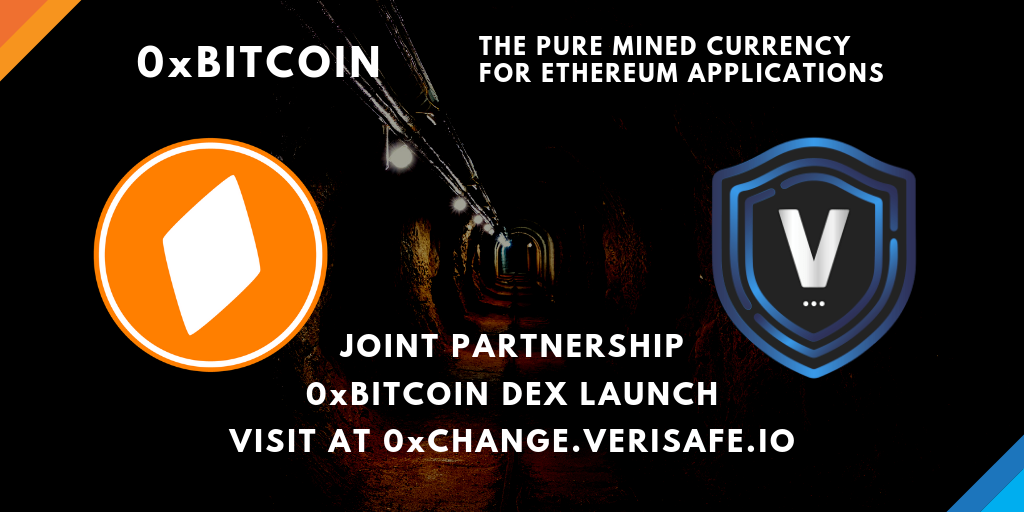 0xBITCOIN
THE PURE MINED CURRENCY
FOR ETHEREUM APPLICATIONS
V
JOINT PARTNERSHIP
0xBITCOIN DEX LAUNCH
VISIT AT 0xCHANGE.VERISAFE.IO